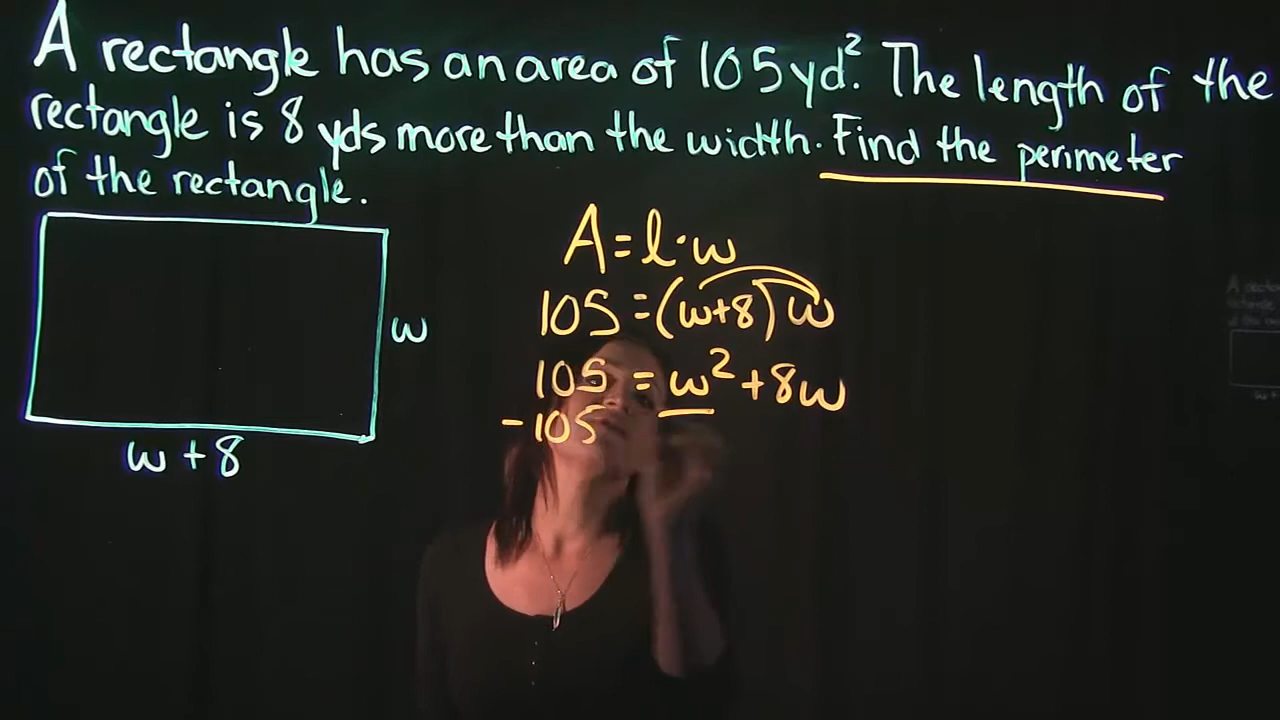 A rectangle has an area of 105 yd². The length of the
rectangle is 8 yds more than the width. Find the perimeter
of the rectangle.
A = l · w
105 = (w+8) w
w
105 = w² + 8w
-105
w + 8